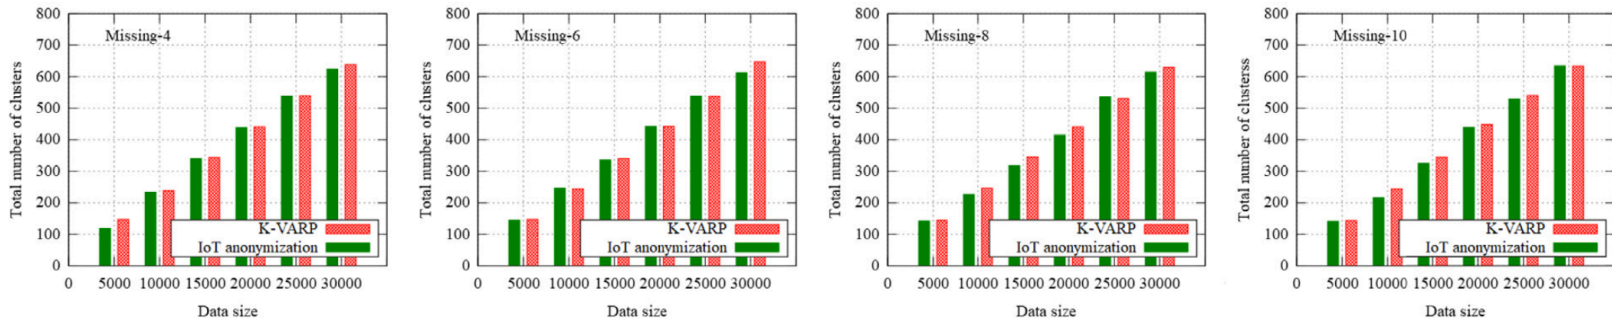 800
700
600
500
400
300
200
100
0
Total number of clusters
Missing-4
K-VARP
IoT anonymization
0 5000 10000 15000 20000 25000 30000
Data size
800
700
600
500
400
300
200
100
0
Total number of clusters
Missing-6
K-VARP
IoT anonymization
0 5000 10000 15000 20000 25000 30000
Data size
800
700
600
500
400
300
200
100
0
Total number of clusters
Missing-8
K-VARP
IoT anonymization
0 5000 10000 15000 20000 25000 30000
Data size
800
700
600
500
400
300
200
100
0
Total number of clusterss
Missing-10
K-VARP
IoT anonymization
0 5000 10000 15000 20000 25000 30000
Data size